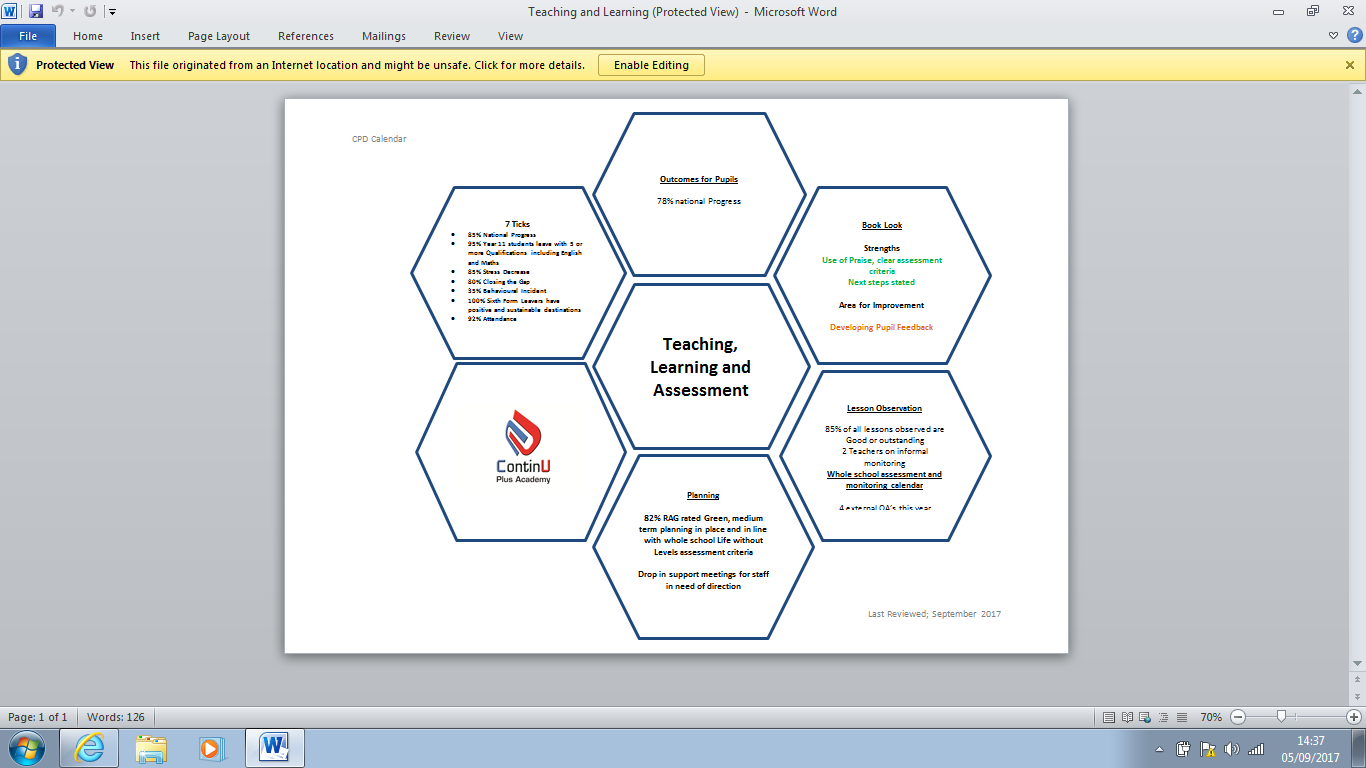 Teaching and Learning (Protected View) - Microsoft Word
File Home Insert Page Layout References Mailings Review View
Protected View This file originated from an Internet location and might be unsafe. Click for more details. Enable Editing
CPD Calendar
Outcomes for Pupils
78% national Progress
7 Ticks
• 85% National Progress
• 95% Year 11 students leave with 5 or
more Qualifications including English
and Maths
• 85% Stress Decrease
• 80% Closing the Gap
• 35% Behavioural Incident
• 100% Sixth Form Leavers have
positive and sustainable destinations
• 92% Attendance
Book Look
Strengths
Use of Praise, clear assessment
criteria
Next steps stated
Area for Improvement
Developing Pupil Feedback
Teaching,
Learning and
Assessment
ContinU
Plus Academy
Lesson Observation
85% of all lessons observed are
Good or outstanding
2 Teachers on informal
monitoring
Whole school assessment and
monitoring calendar
4 external QA's this year
Planning
82% RAG rated Green, medium
term planning in place and in line
with whole school Life without
Levels assessment criteria
Drop in support meetings for staff
in need of direction
Last Reviewed; September 2017
Page: 1 of 1 Words: 126 70%
14:37
05/09/2017